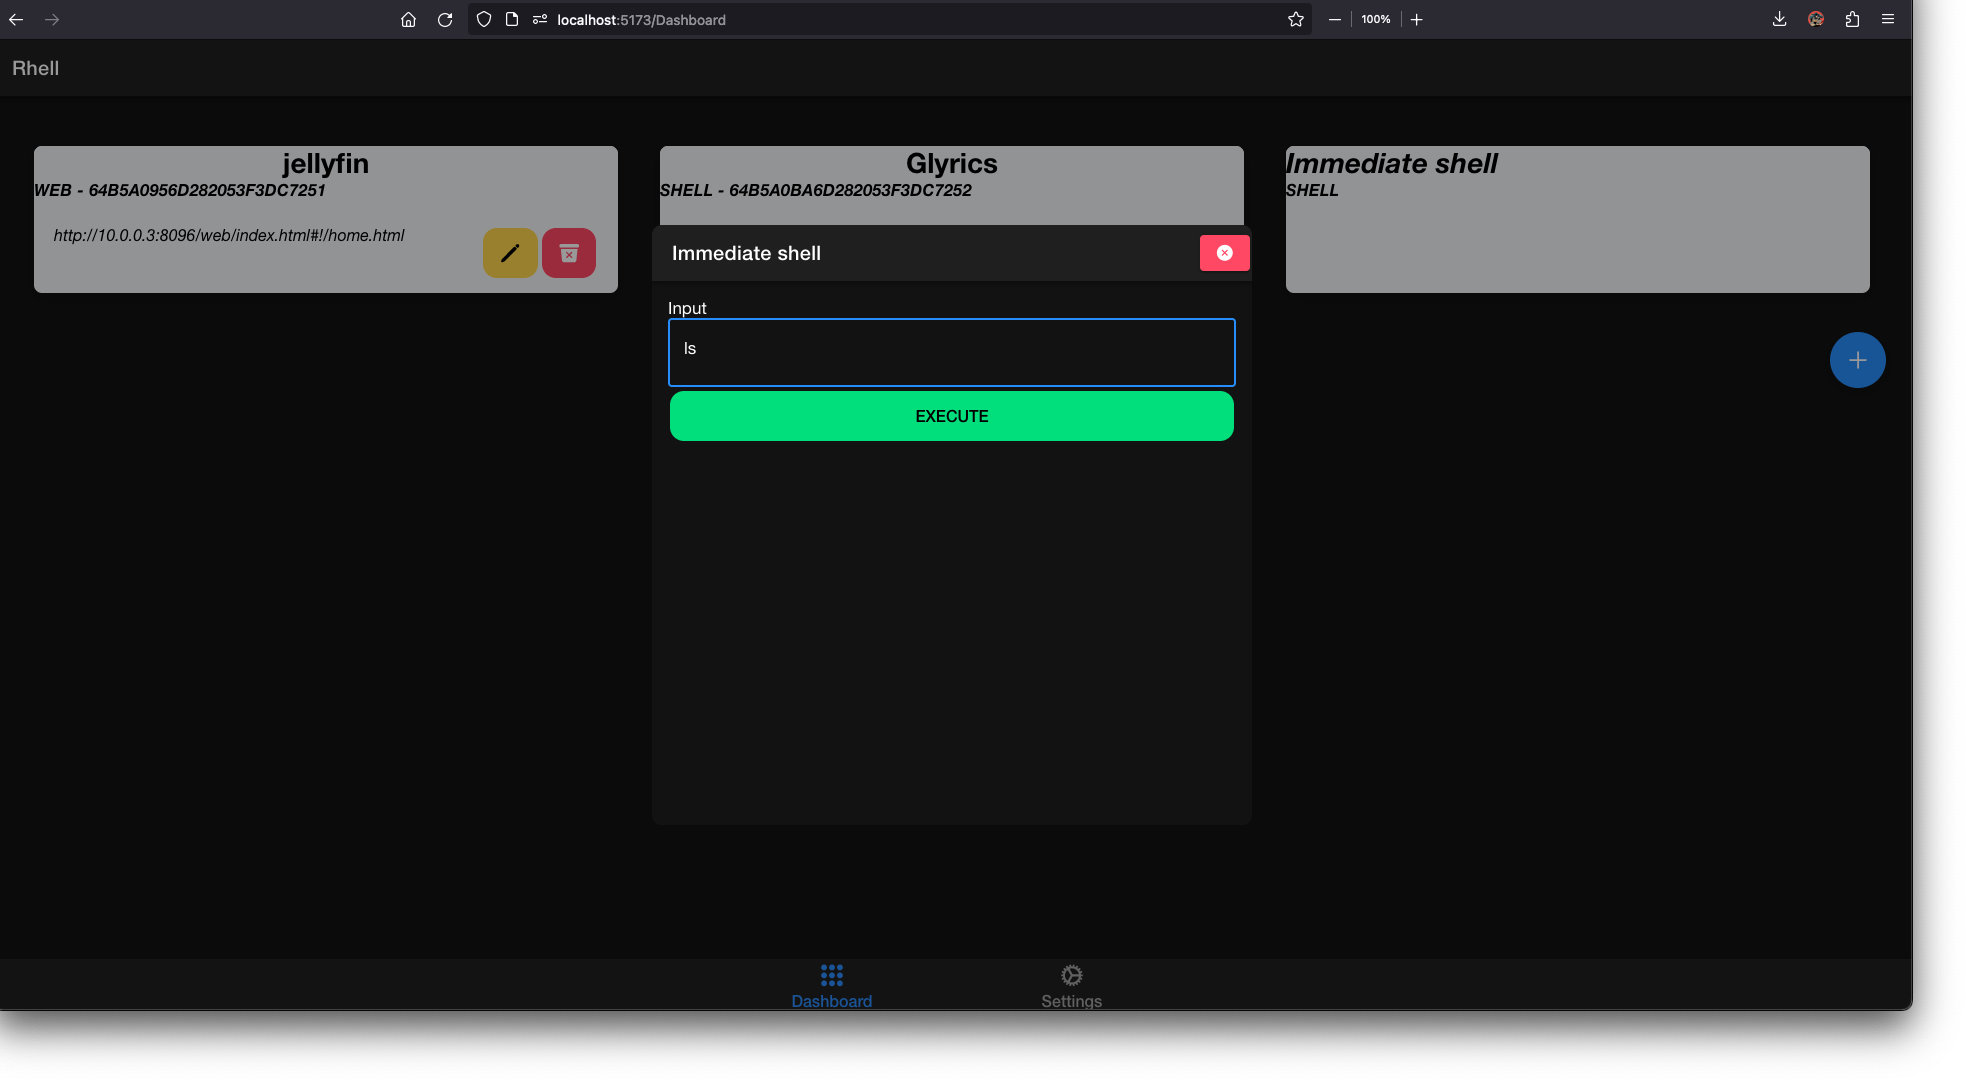 localhost:5173/Dashboard
100%
Rhell
jellyfin
WEB - 64B5A0956D282053F3DC7251
http://10.0.0.3:8096/web/index.html#!/home.html
Glyrics
SHELL - 64B5A0BA6D282053F3DC7252
Immediate shell
SHELL
Immediate shell
Input
ls
EXECUTE
Dashboard
Settings